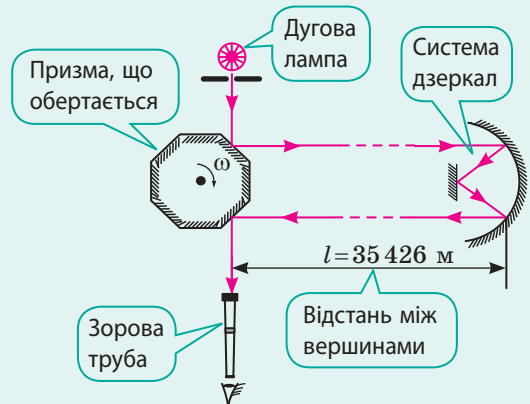 Дугова
лампа
Система
дзеркал
Призма, що
обертається
ω
l = 35 426 м
Зорова
труба
Відстань між
вершинами